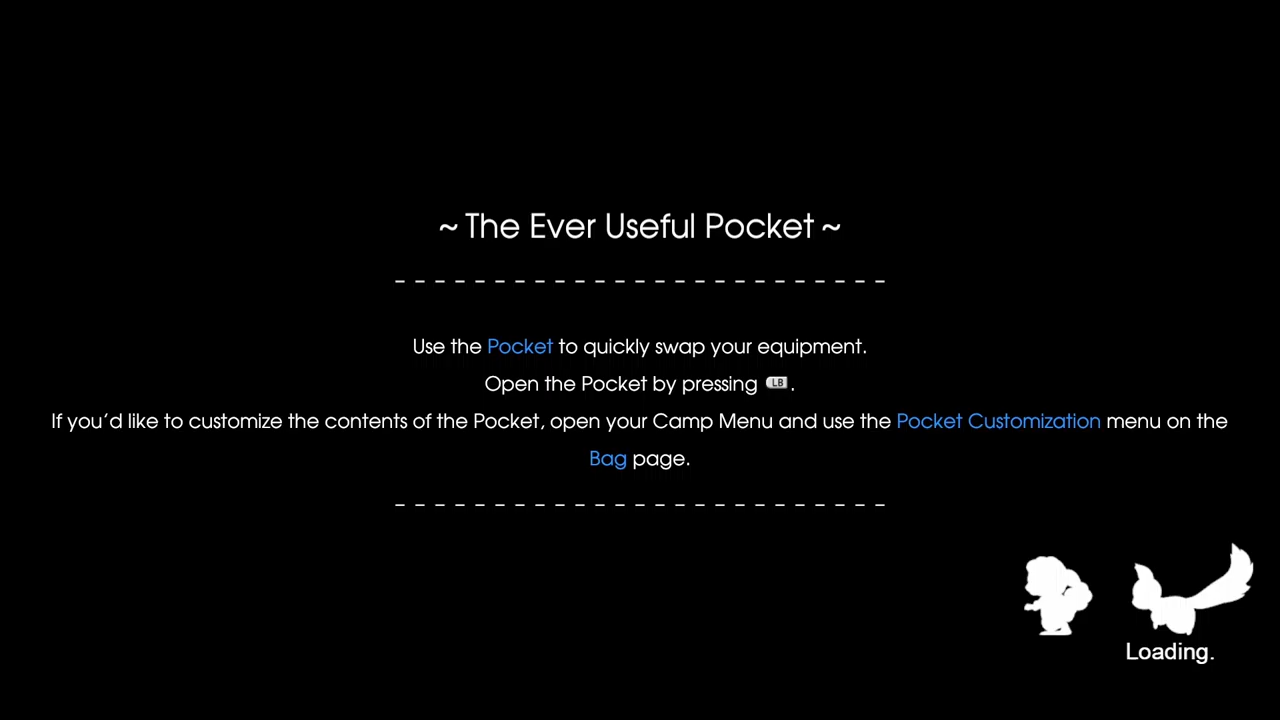 ~ The Ever Useful Pocket ~
- - - - - - - - - - - - - - - - - - - - - - - - -
Use the Pocket to quickly swap your equipment.
Open the Pocket by pressing LB.
If you'd like to customize the contents of the Pocket, open your Camp Menu and use the Pocket Customization menu on the
Bag page.
- - - - - - - - - - - - - - - - - - - - - - - - -
Loading.